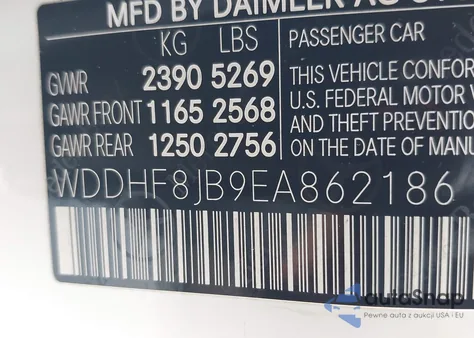 MFD BY DAIMLER AG
KG LBS
PASSENGER CAR
GVWR 2390 5269
GAWR FRONT 1165 2568
GAWR REAR 1250 2756
THIS VEHICLE CONFOR
U.S. FEDERAL MOTOR V
AND THEFT PREVENTIO
ON THE DATE OF MANU
WDDHF8JB9EA862186
autoSnap
Pewne auta z aukcji USA i EU